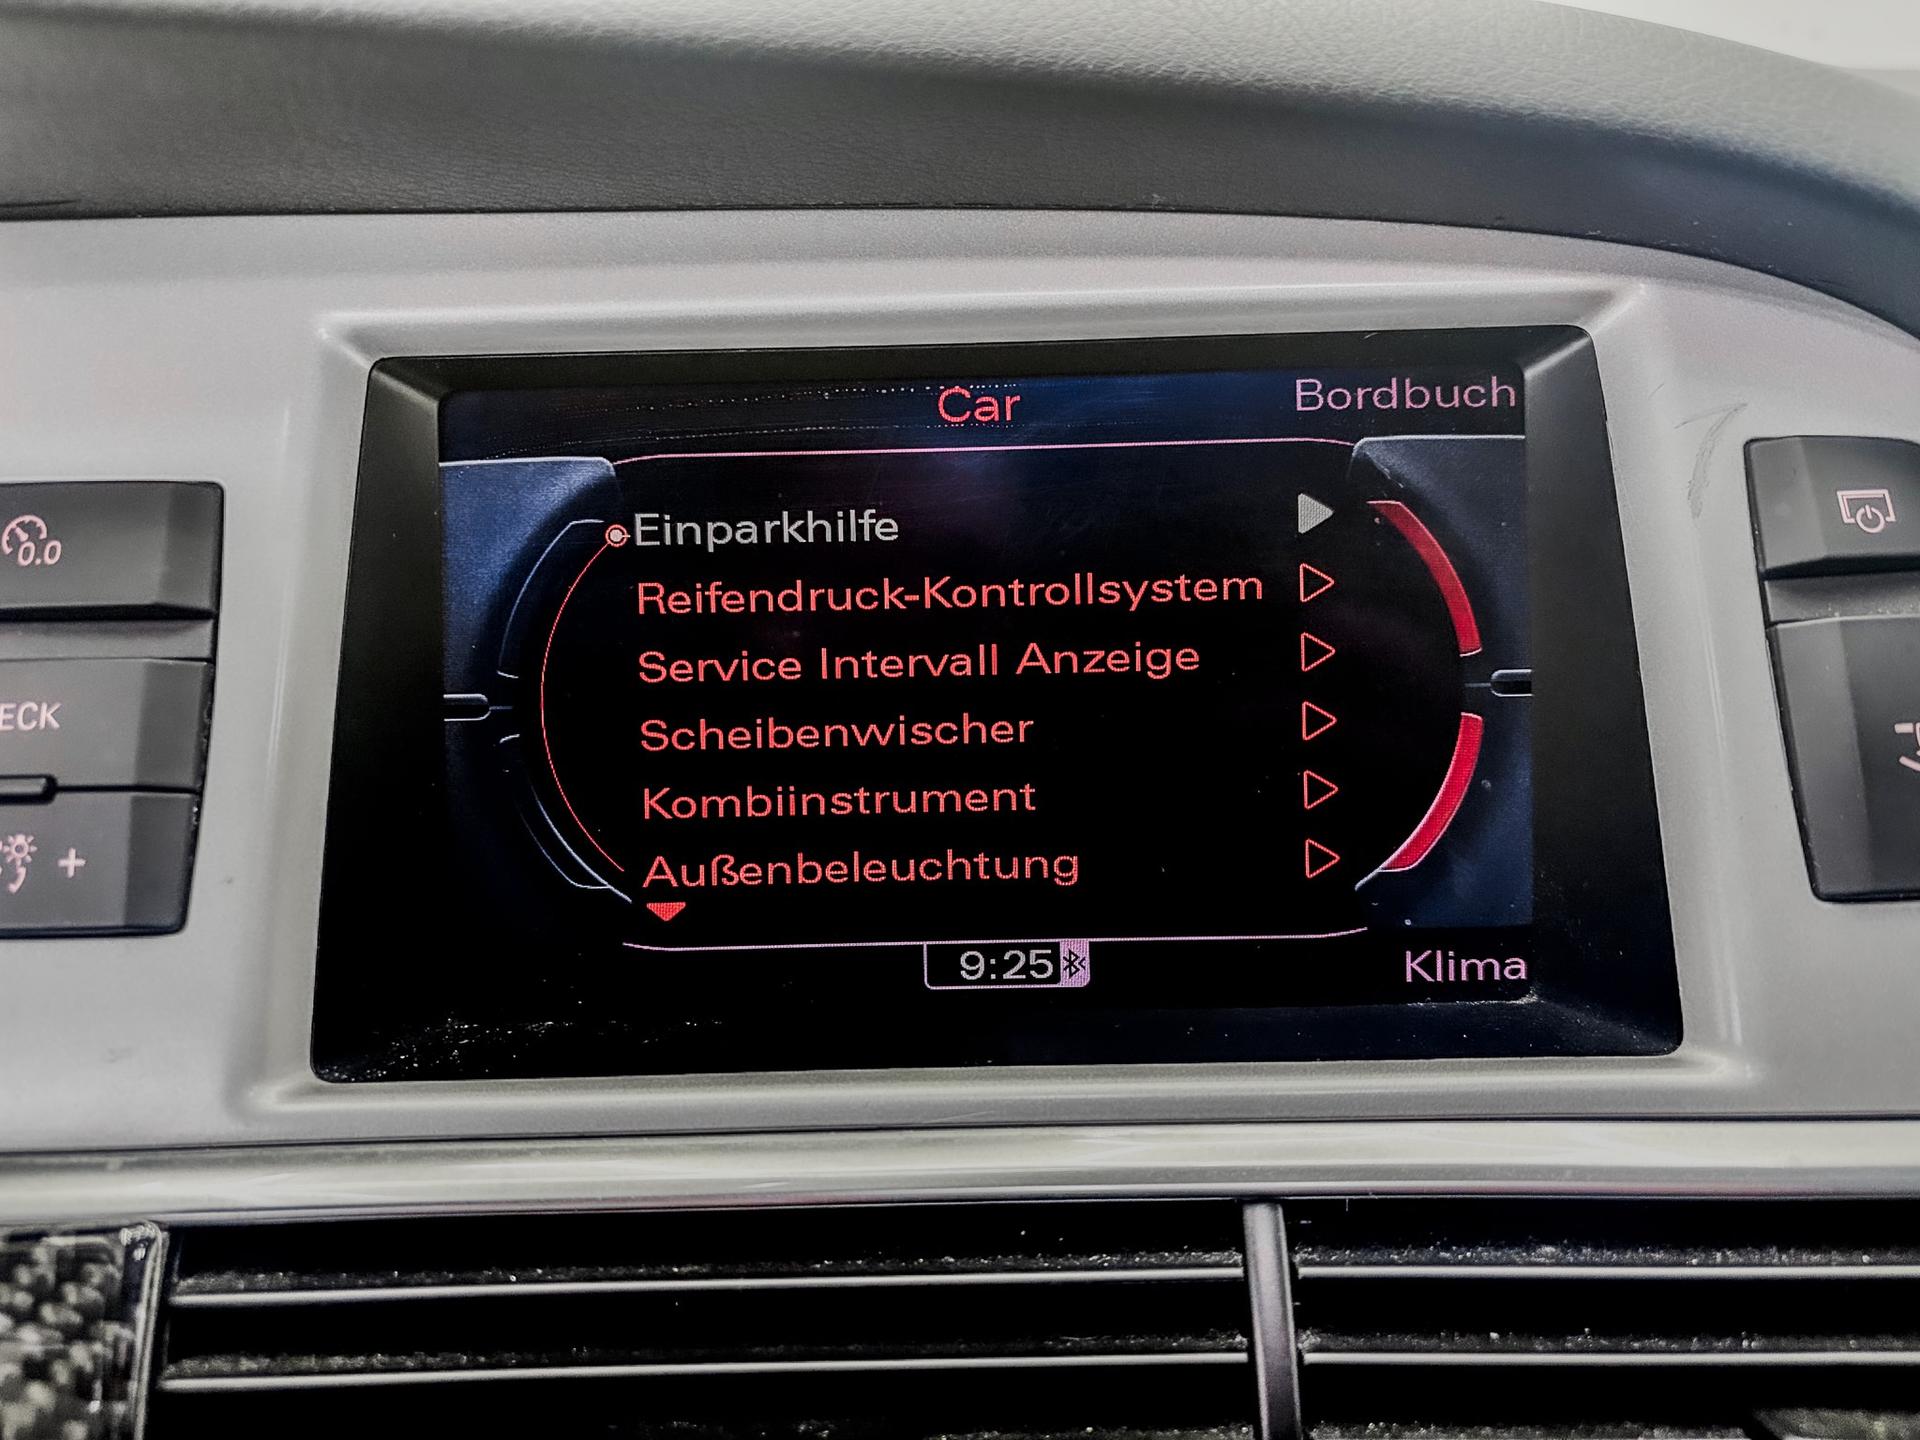 Car
Bordbuch
Einparkhilfe
Reifendruck-Kontrollsystem
Service Intervall Anzeige
Scheibenwischer
Kombiinstrument
Außenbeleuchtung
9:25
Klima
0.0
ECK
+